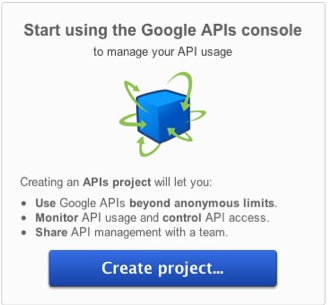 Start using the Google APIs console
to manage your API usage
Creating an APIs project will let you:
• Use Google APIs beyond anonymous limits.
• Monitor API usage and control API access.
• Share API management with a team.
Create project...